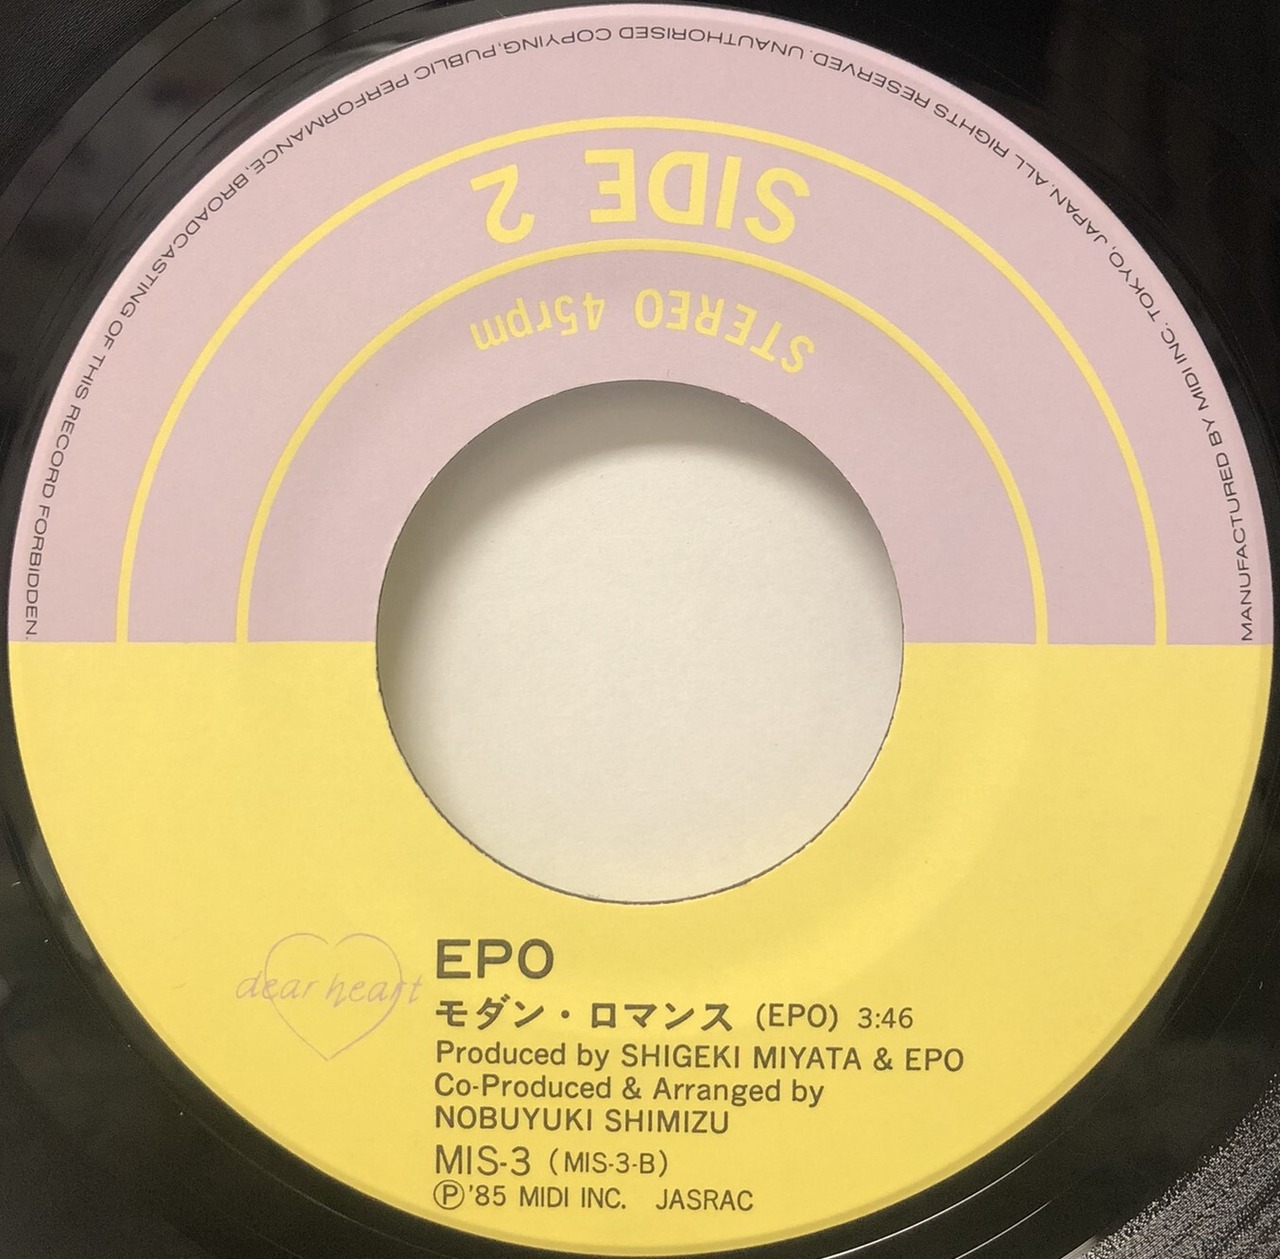 MANUFACTURED BY MIDI INC. TOKYO, JAPAN. ALL RIGHTS RESERVED. UNAUTHORISED COPYING, PUBLIC PERFORMANCE, BROADCASTING OF THIS RECORD FORBIDDEN.
SIDE 2
STEREO 45rpm
dear heart
EPO
モダン・ロマンス (EPO) 3:46
Produced by SHIGEKI MIYATA & EPO
Co-Produced & Arranged by
NOBUYUKI SHIMIZU
MIS-3 (MIS-3-B)
Ⓟ'85 MIDI INC. JASRAC